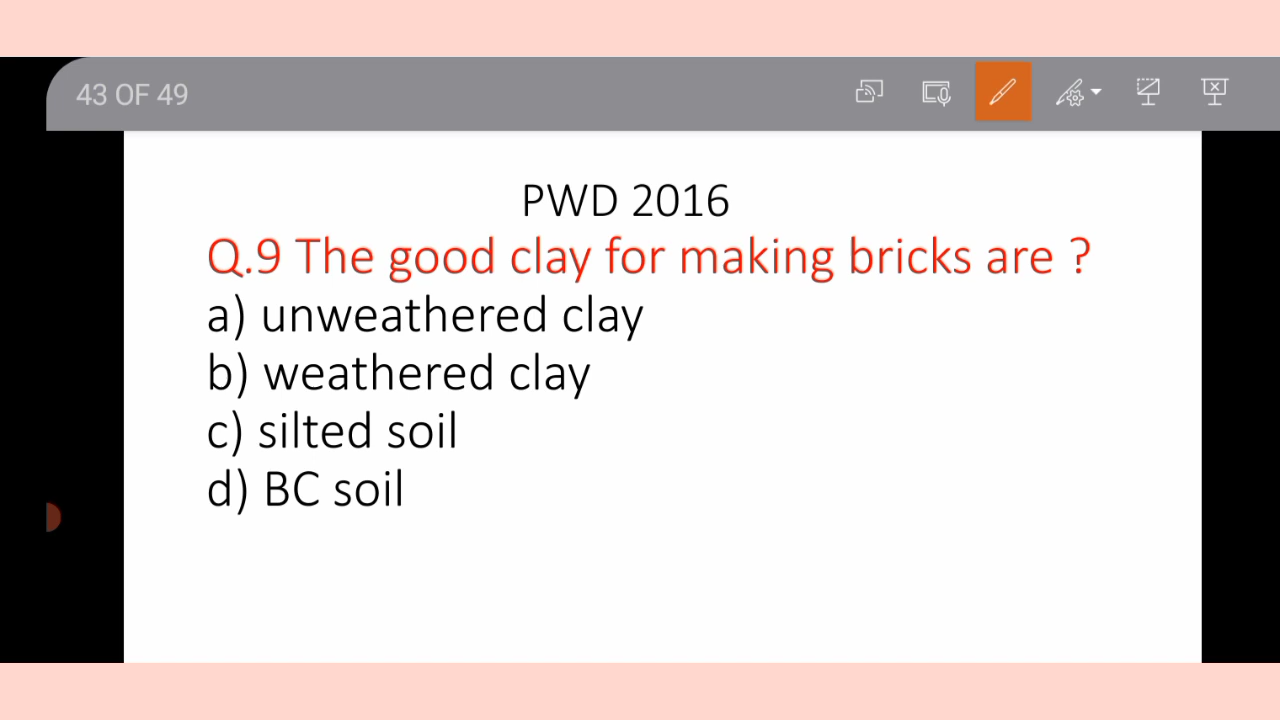 43 OF 49
PWD 2016
Q.9 The good clay for making bricks are ?
a) unweathered clay
b) weathered clay
c) silted soil
d) BC soil